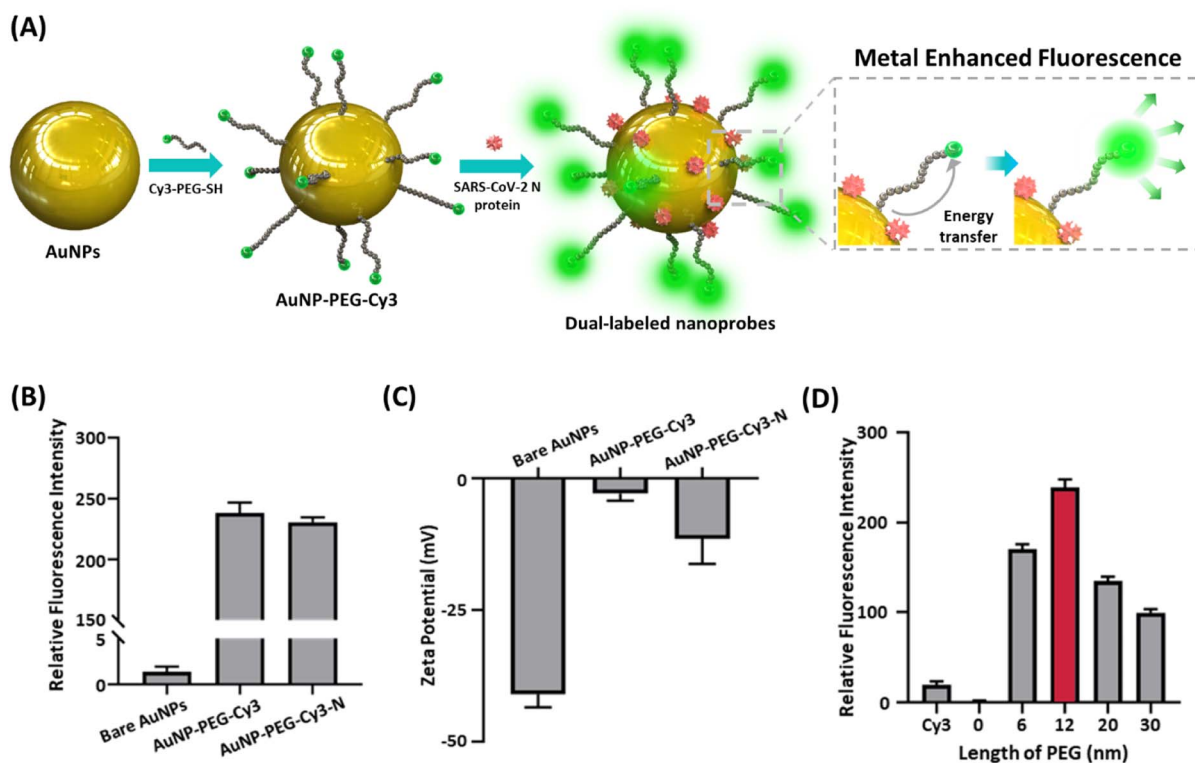 (A)
Metal Enhanced Fluorescence
Cy3-PEG-SH
SARS-CoV-2 N
protein
Energy
transfer
AuNPs
AuNP-PEG-Cy3
Dual-labeled nanoprobes
(B)
Relative Fluorescence Intensity
300
250
200
150
5
0
Bare AuNPs
AuNP-PEG-Cy3
AuNP-PEG-Cy3-N
(C)
Bare AuNPs
AuNP-PEG-Cy3
AuNP-PEG-Cy3-N
Zeta Potential (mV)
0
-25
-50
(D)
Relative Fluorescence Intensity
300
200
100
0
Cy3 0 6 12 20 30
Length of PEG (nm)